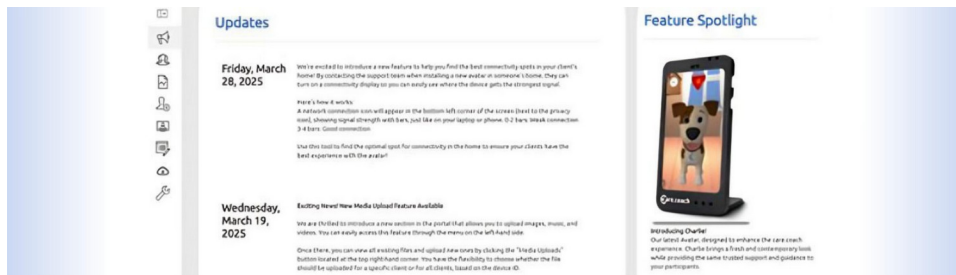 Updates
Friday, March
28, 2025
We're excited to introduce a new feature to help you find the best connectivity spots in your client's
home! By contacting the support team when installing a new avatar in someone's home, they can
turn on a connectivity display so you can easily see where the device gets the strongest signal.
Here's how it works:
A network connection icon will appear in the bottom left corner of the screen (next to the privacy
icon), showing signal strength with bars, just like on your laptop or phone. 0-2 bars: Weak connection
3-4 bars: Good connection
Use this tool to find the optimal spot for connectivity in the home to ensure your clients have the
best experience with the avatar!
Wednesday,
March 19,
2025
Exciting News! New Media Upload Feature Available
We are thrilled to introduce a new section in the portal that allows you to upload images, music, and
videos. You can easily access this feature through the menu on the left-hand side.
Once there, you can view all existing files and upload new ones by clicking the "Media Uploads"
button located at the top right-hand corner. You have the flexibility to choose whether the file
should be uploaded for a specific client or for all clients, based on the device ID.
Feature Spotlight
care.coach
Introducing Charlie!
Our latest Avatar, designed to enhance the care coach
experience. Charlie brings a fresh and contemporary look
while providing the same trusted support and guidance to
your participants.